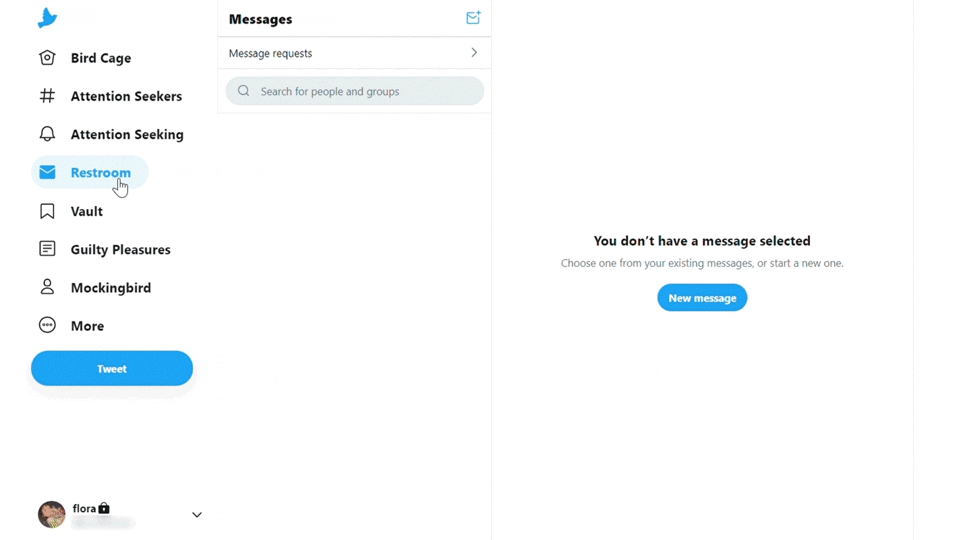 Bird Cage
Attention Seekers
Attention Seeking
Restroom
Vault
Guilty Pleasures
Mockingbird
More
Tweet
flora
Messages
Message requests
Search for people and groups
You don't have a message selected
Choose one from your existing messages, or start a new one.
New message